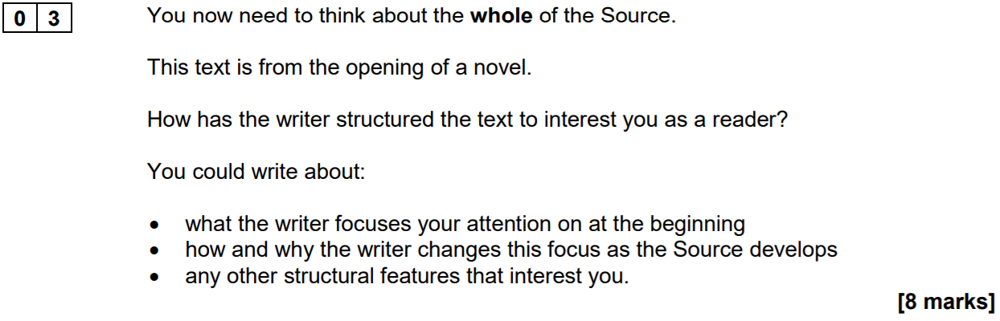 0 3 You now need to think about the whole of the Source.
This text is from the opening of a novel.
How has the writer structured the text to interest you as a reader?
You could write about:
• what the writer focuses your attention on at the beginning
• how and why the writer changes this focus as the Source develops
• any other structural features that interest you.
[8 marks]